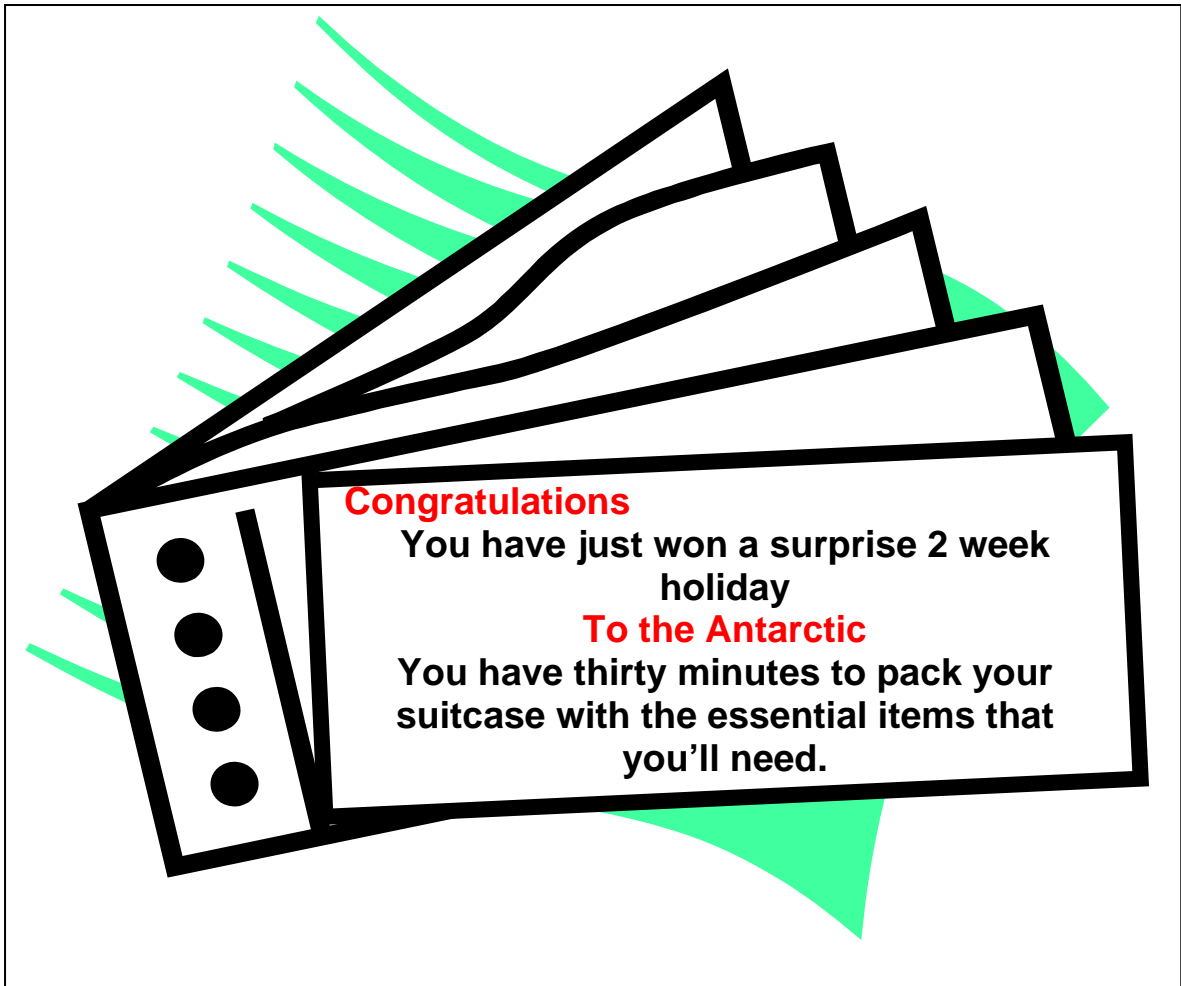 Congratulations
You have just won a surprise 2 week
holiday
To the Antarctic
You have thirty minutes to pack your
suitcase with the essential items that
you’ll need.